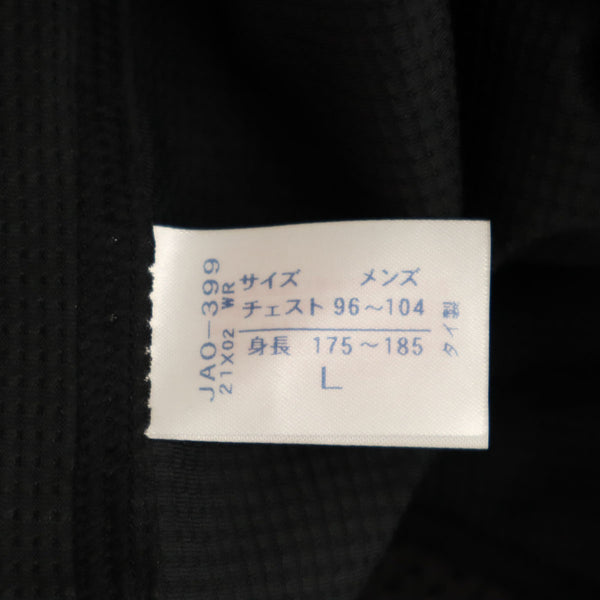 サイズ メンズ
チェスト 96～104
身長 175～185
L
JAO-399
21X02 WR
タイ製